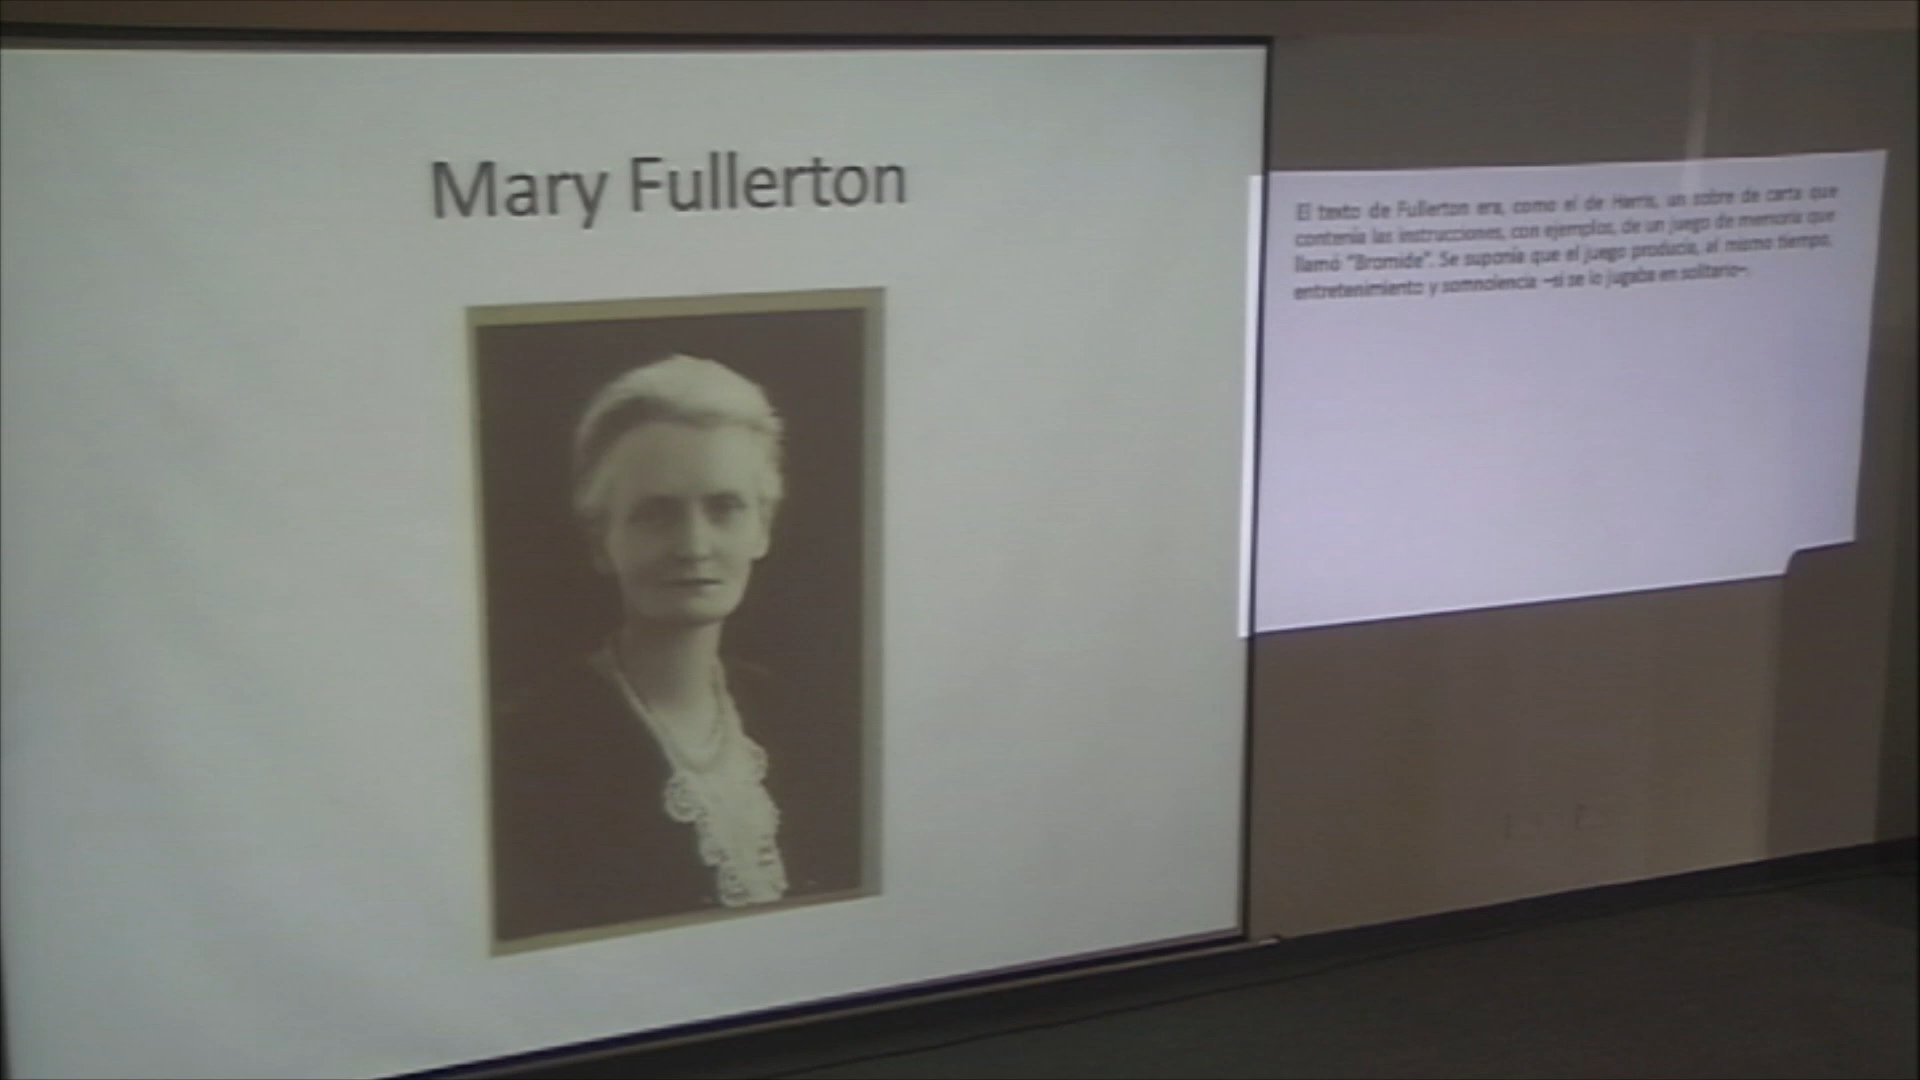 Mary Fullerton
El texto de Fullerton era, como el de Harris, un sobre de carta que
contenía las instrucciones, con ejemplos, de un juego de memoria que
llamó "Bromide". Se suponía que el juego producía, al mismo tiempo,
entretenimiento y somnolencia –si se lo jugaba en solitario–.